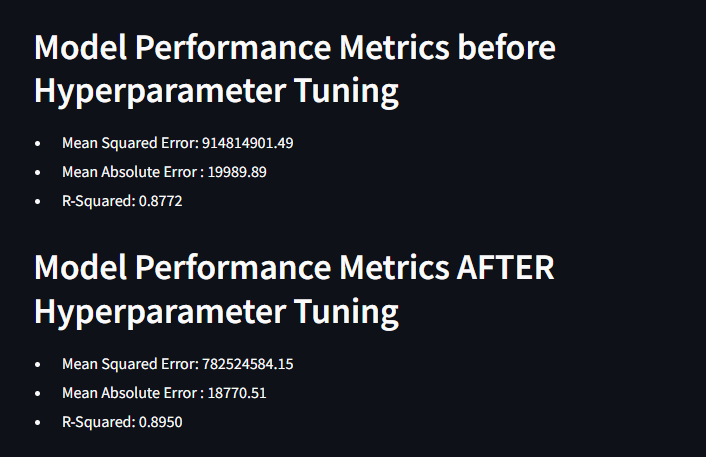 Model Performance Metrics before
Hyperparameter Tuning
• Mean Squared Error: 914814901.49
• Mean Absolute Error : 19989.89
• R-Squared: 0.8772
Model Performance Metrics AFTER
Hyperparameter Tuning
• Mean Squared Error: 782524584.15
• Mean Absolute Error : 18770.51
• R-Squared: 0.8950